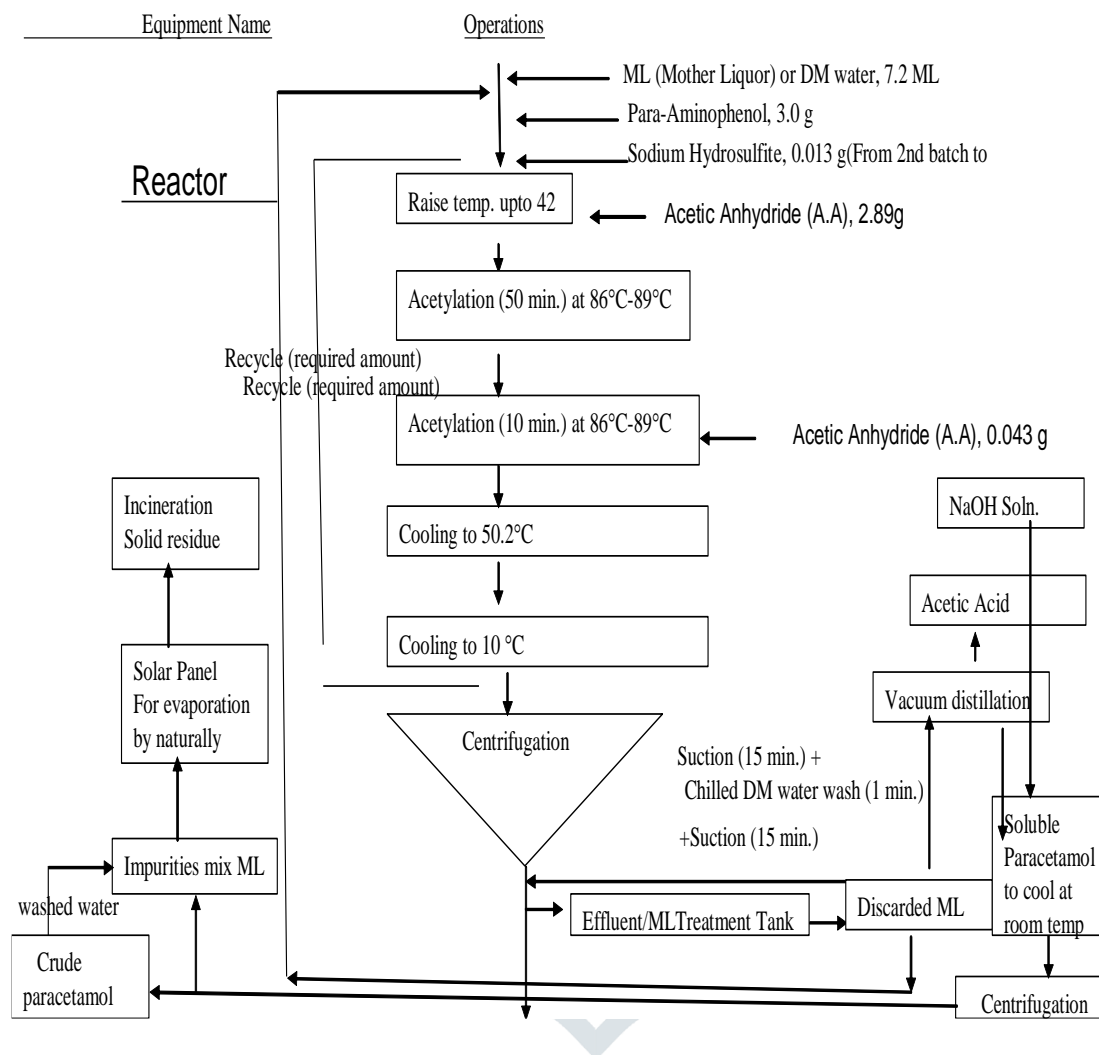 Equipment Name
Operations
ML (Mother Liquor) or DM water, 7.2 ML
Para-Aminophenol, 3.0 g
Sodium Hydrosulfite, 0.013 g(From 2nd batch to
Reactor
Raise temp. upto 42
Acetic Anhydride (A.A), 2.89g
Acetylation (50 min.) at 86°C-89°C
Recycle (required amount)
Recycle (required amount)
Acetylation (10 min.) at 86°C-89°C
Acetic Anhydride (A.A), 0.043 g
Incineration
Solid residue
NaOH Soln.
Cooling to 50.2°C
Acetic Acid
Cooling to 10 °C
Solar Panel
For evaporation
by naturally
Vacuum distillation
Centrifugation
Suction (15 min.) +
Chilled DM water wash (1 min.)
+Suction (15 min.)
Soluble
Paracetamol
to cool at
room temp
Impurities mix ML
washed water
Effluent/MLTreatment Tank
Discarded ML
Crude
paracetamol
Centrifugation